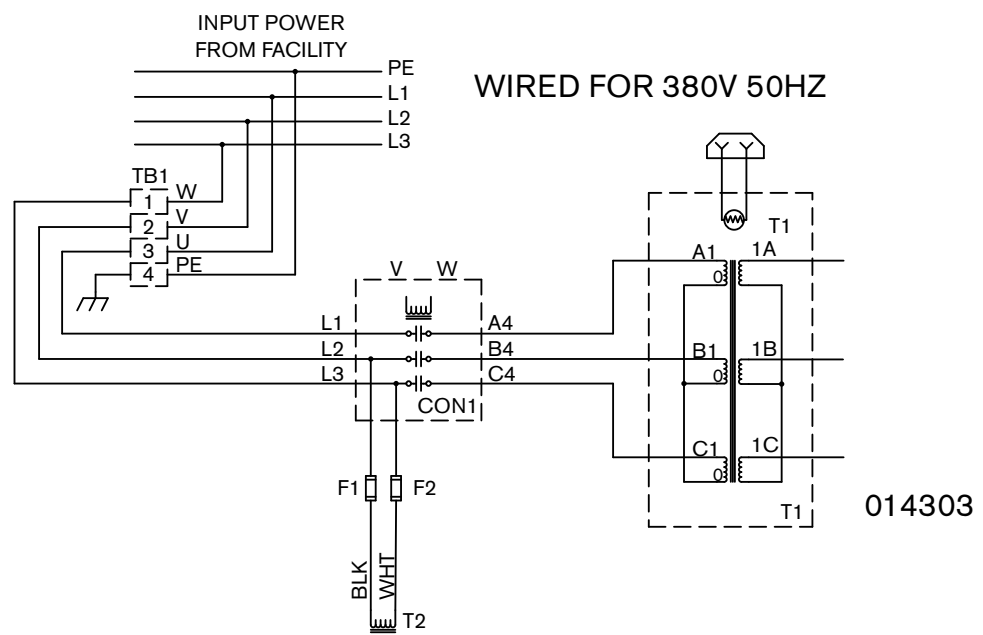 INPUT POWER
FROM FACILITY
PE
L1
L2
L3
WIRED FOR 380V 50HZ
TB1
1 W
2 V
3 U
4 PE
V W
L1 A4
L2 B4
L3 C4
CON1
F1 F2
BLK WHT
T2
T1
A1 1A
0
B1 1B
0
C1 1C
0
T1
014303